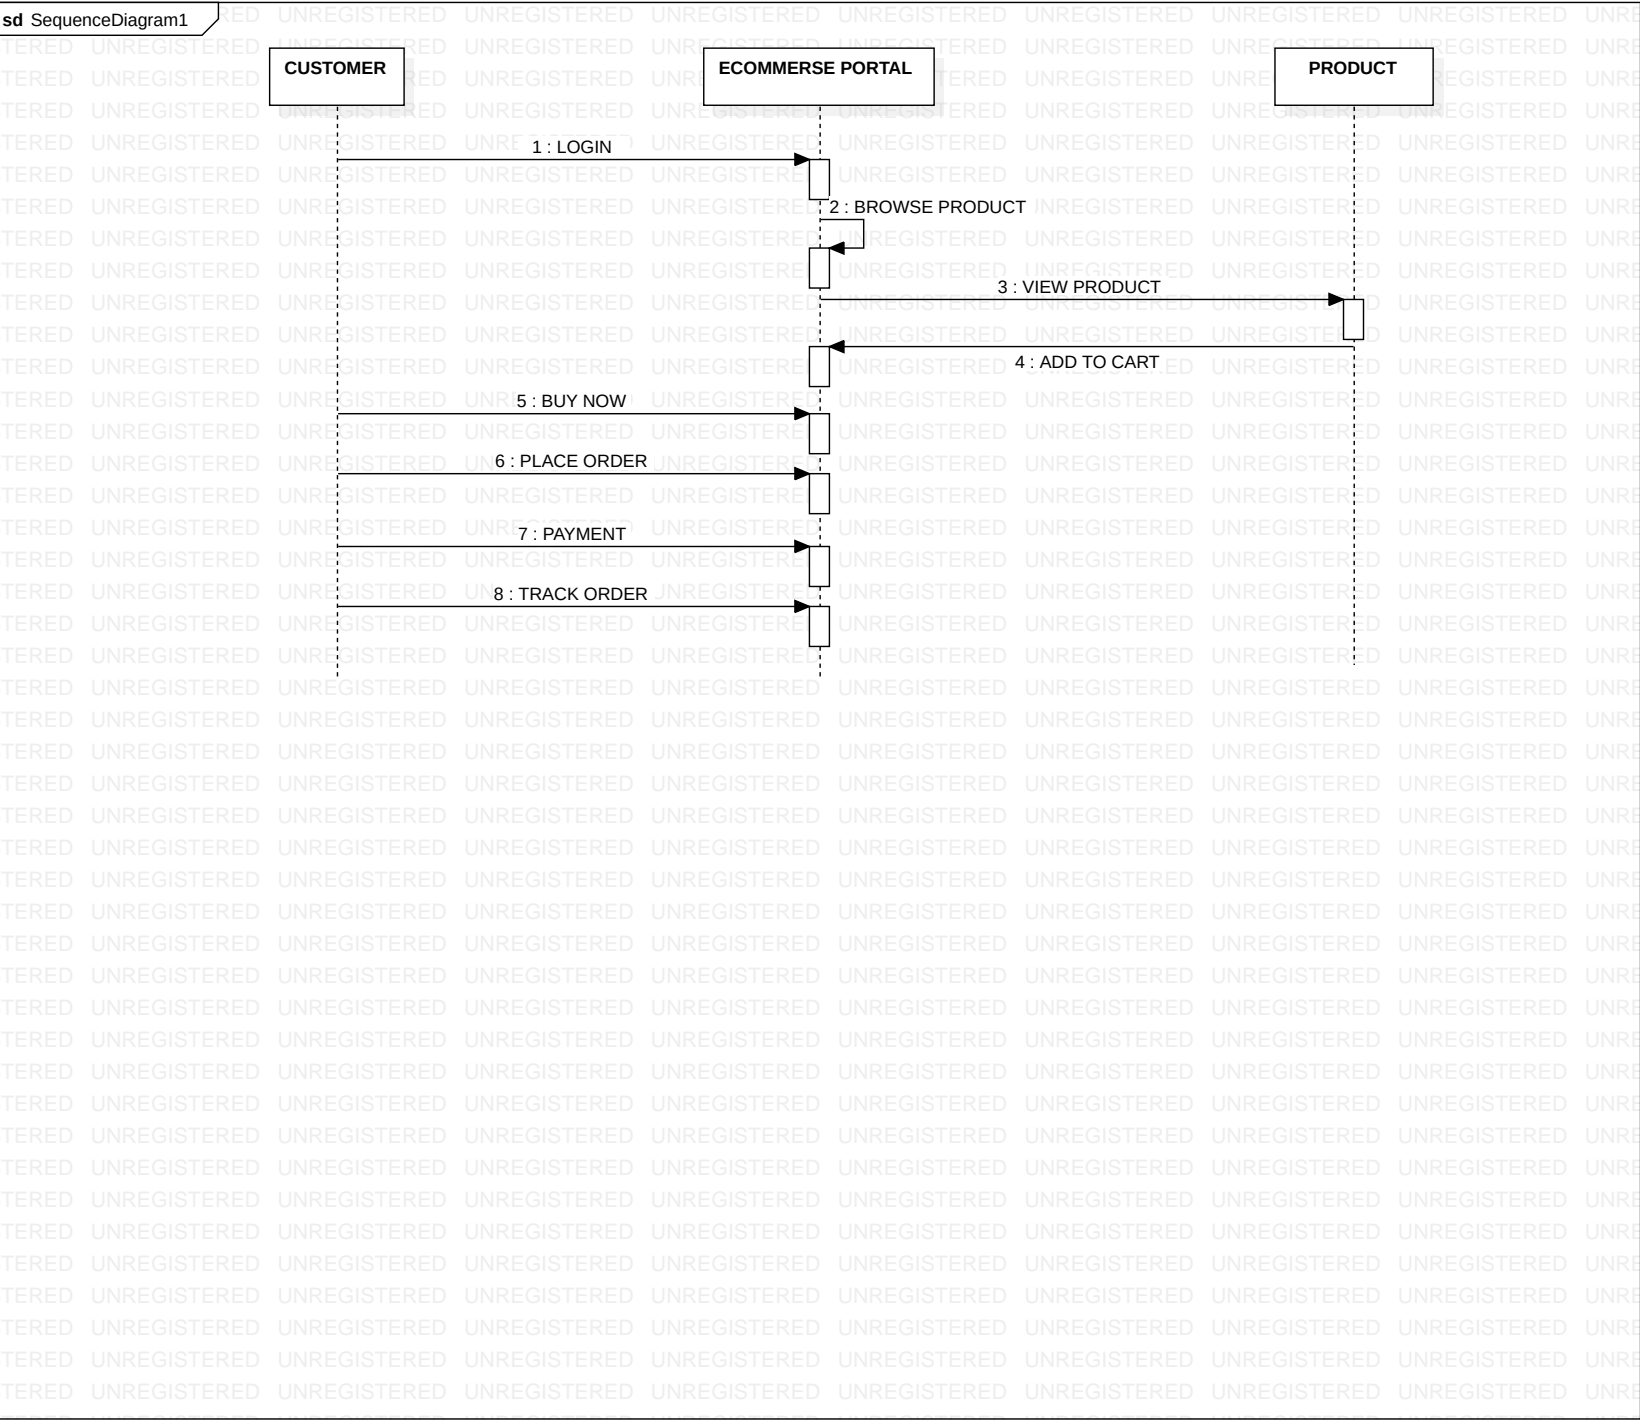 sd SequenceDiagram1
CUSTOMER
ECOMMERSE PORTAL
PRODUCT
1 : LOGIN
2 : BROWSE PRODUCT
3 : VIEW PRODUCT
4 : ADD TO CART
5 : BUY NOW
6 : PLACE ORDER
7 : PAYMENT
8 : TRACK ORDER
UNREGISTERED